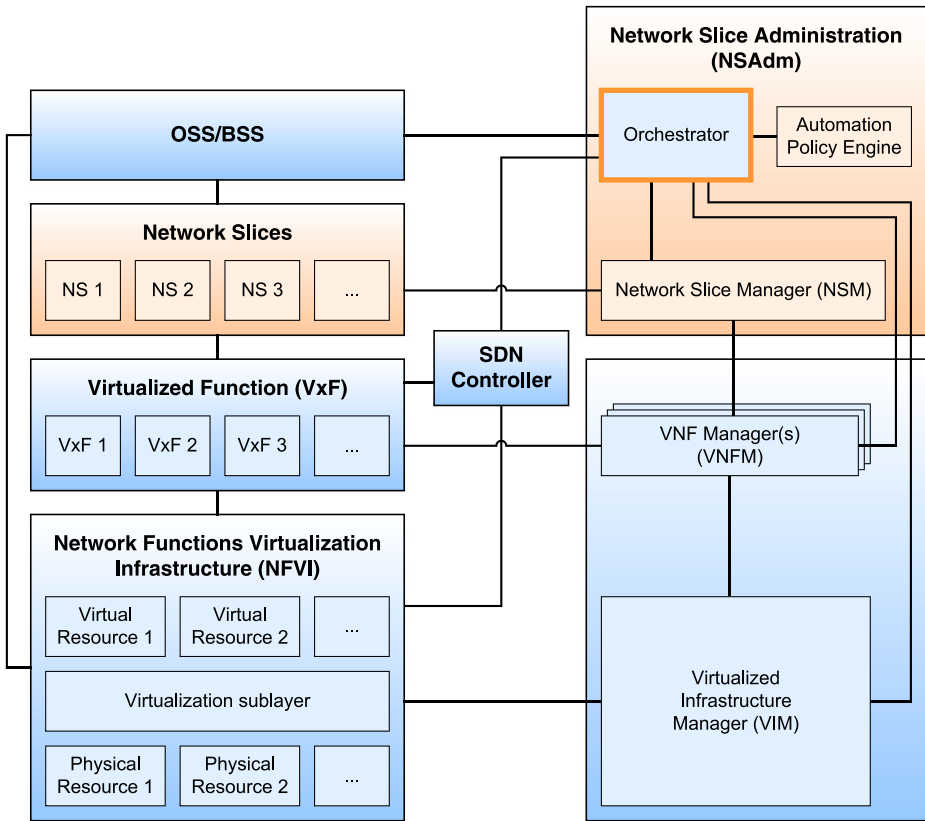 Network Slice Administration
(NSAdm)
OSS/BSS
Orchestrator
Automation
Policy Engine
Network Slices
NS 1
NS 2
NS 3
...
Network Slice Manager (NSM)
SDN
Controller
Virtualized Function (VxF)
VxF 1
VxF 2
VxF 3
...
VNF Manager(s)
(VNFM)
Network Functions Virtualization
Infrastructure (NFVI)
Virtual
Resource 1
Virtual
Resource 2
...
Virtualization sublayer
Virtualized
Infrastructure
Manager (VIM)
Physical
Resource 1
Physical
Resource 2
...